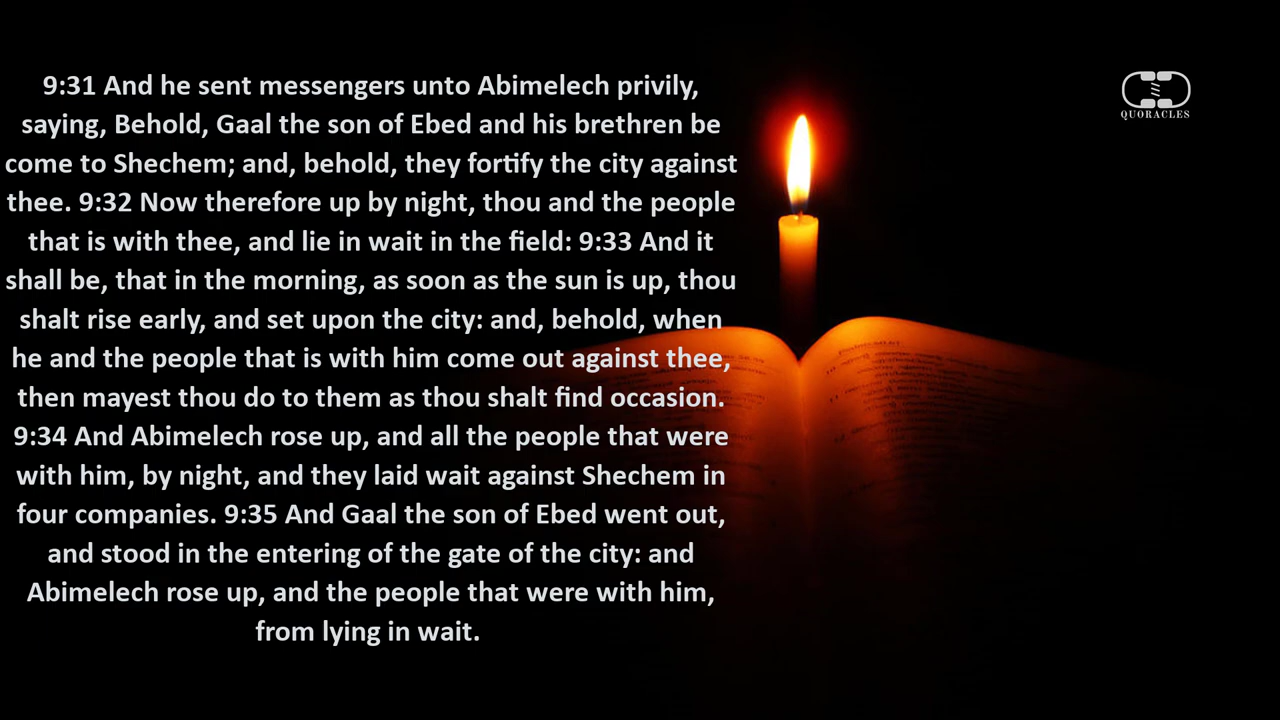 9:31 And he sent messengers unto Abimelech privily,
saying, Behold, Gaal the son of Ebed and his brethren be
come to Shechem; and, behold, they fortify the city against
thee. 9:32 Now therefore up by night, thou and the people
that is with thee, and lie in wait in the field: 9:33 And it
shall be, that in the morning, as soon as the sun is up, thou
shalt rise early, and set upon the city: and, behold, when
he and the people that is with him come out against thee,
then mayest thou do to them as thou shalt find occasion.
9:34 And Abimelech rose up, and all the people that were
with him, by night, and they laid wait against Shechem in
four companies. 9:35 And Gaal the son of Ebed went out,
and stood in the entering of the gate of the city: and
Abimelech rose up, and the people that were with him,
from lying in wait.
QUORACLES